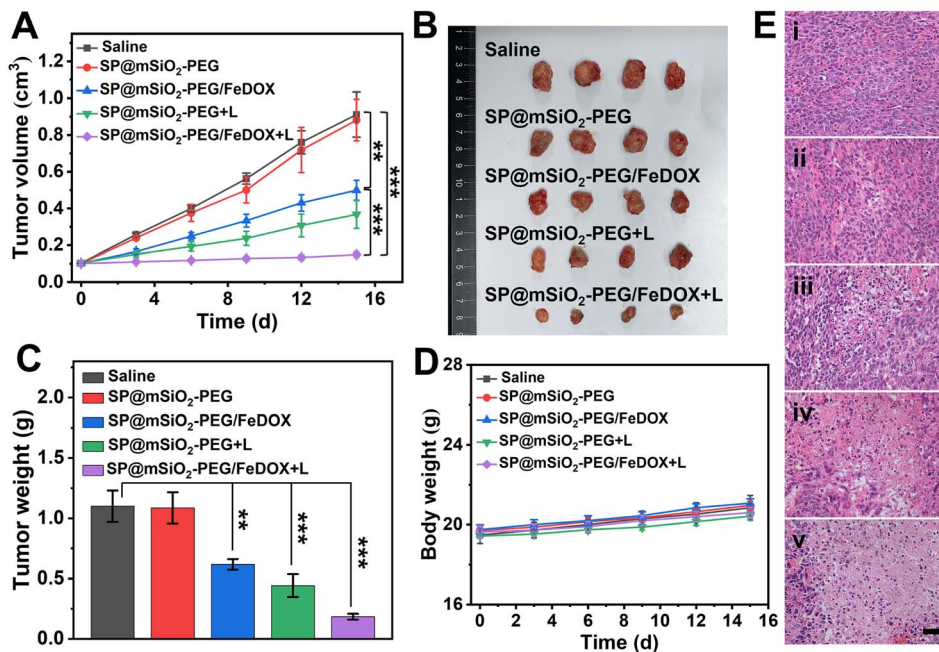 A
Tumor volume (cm³)
1.2
1.0
0.8
0.6
0.4
0.2
0.0
Saline
SP@mSiO₂-PEG
SP@mSiO₂-PEG/FeDOX
SP@mSiO₂-PEG+L
SP@mSiO₂-PEG/FeDOX+L
**
***
***
0 4 8 12 16
Time (d)
B
Saline
SP@mSiO₂-PEG
SP@mSiO₂-PEG/FeDOX
SP@mSiO₂-PEG+L
SP@mSiO₂-PEG/FeDOX+L
C
Tumor weight (g)
2.0
1.5
1.0
0.5
0.0
Saline
SP@mSiO₂-PEG
SP@mSiO₂-PEG/FeDOX
SP@mSiO₂-PEG+L
SP@mSiO₂-PEG/FeDOX+L
**
***
***
D
Body weight (g)
28
24
20
16
Saline
SP@mSiO₂-PEG
SP@mSiO₂-PEG/FeDOX
SP@mSiO₂-PEG+L
SP@mSiO₂-PEG/FeDOX+L
0 2 4 6 8 10 12 14 16
Time (d)
E
i
ii
iii
iv
v